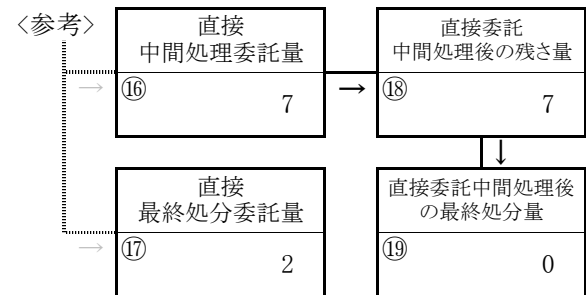 〈参考〉
直接
中間処理委託量
→
⑯
7
→
直接委託
中間処理後の残さ量
⑱
7
↓
直接
最終処分委託量
→
⑰
2
直接委託中間処理後
の最終処分量
⑲
0